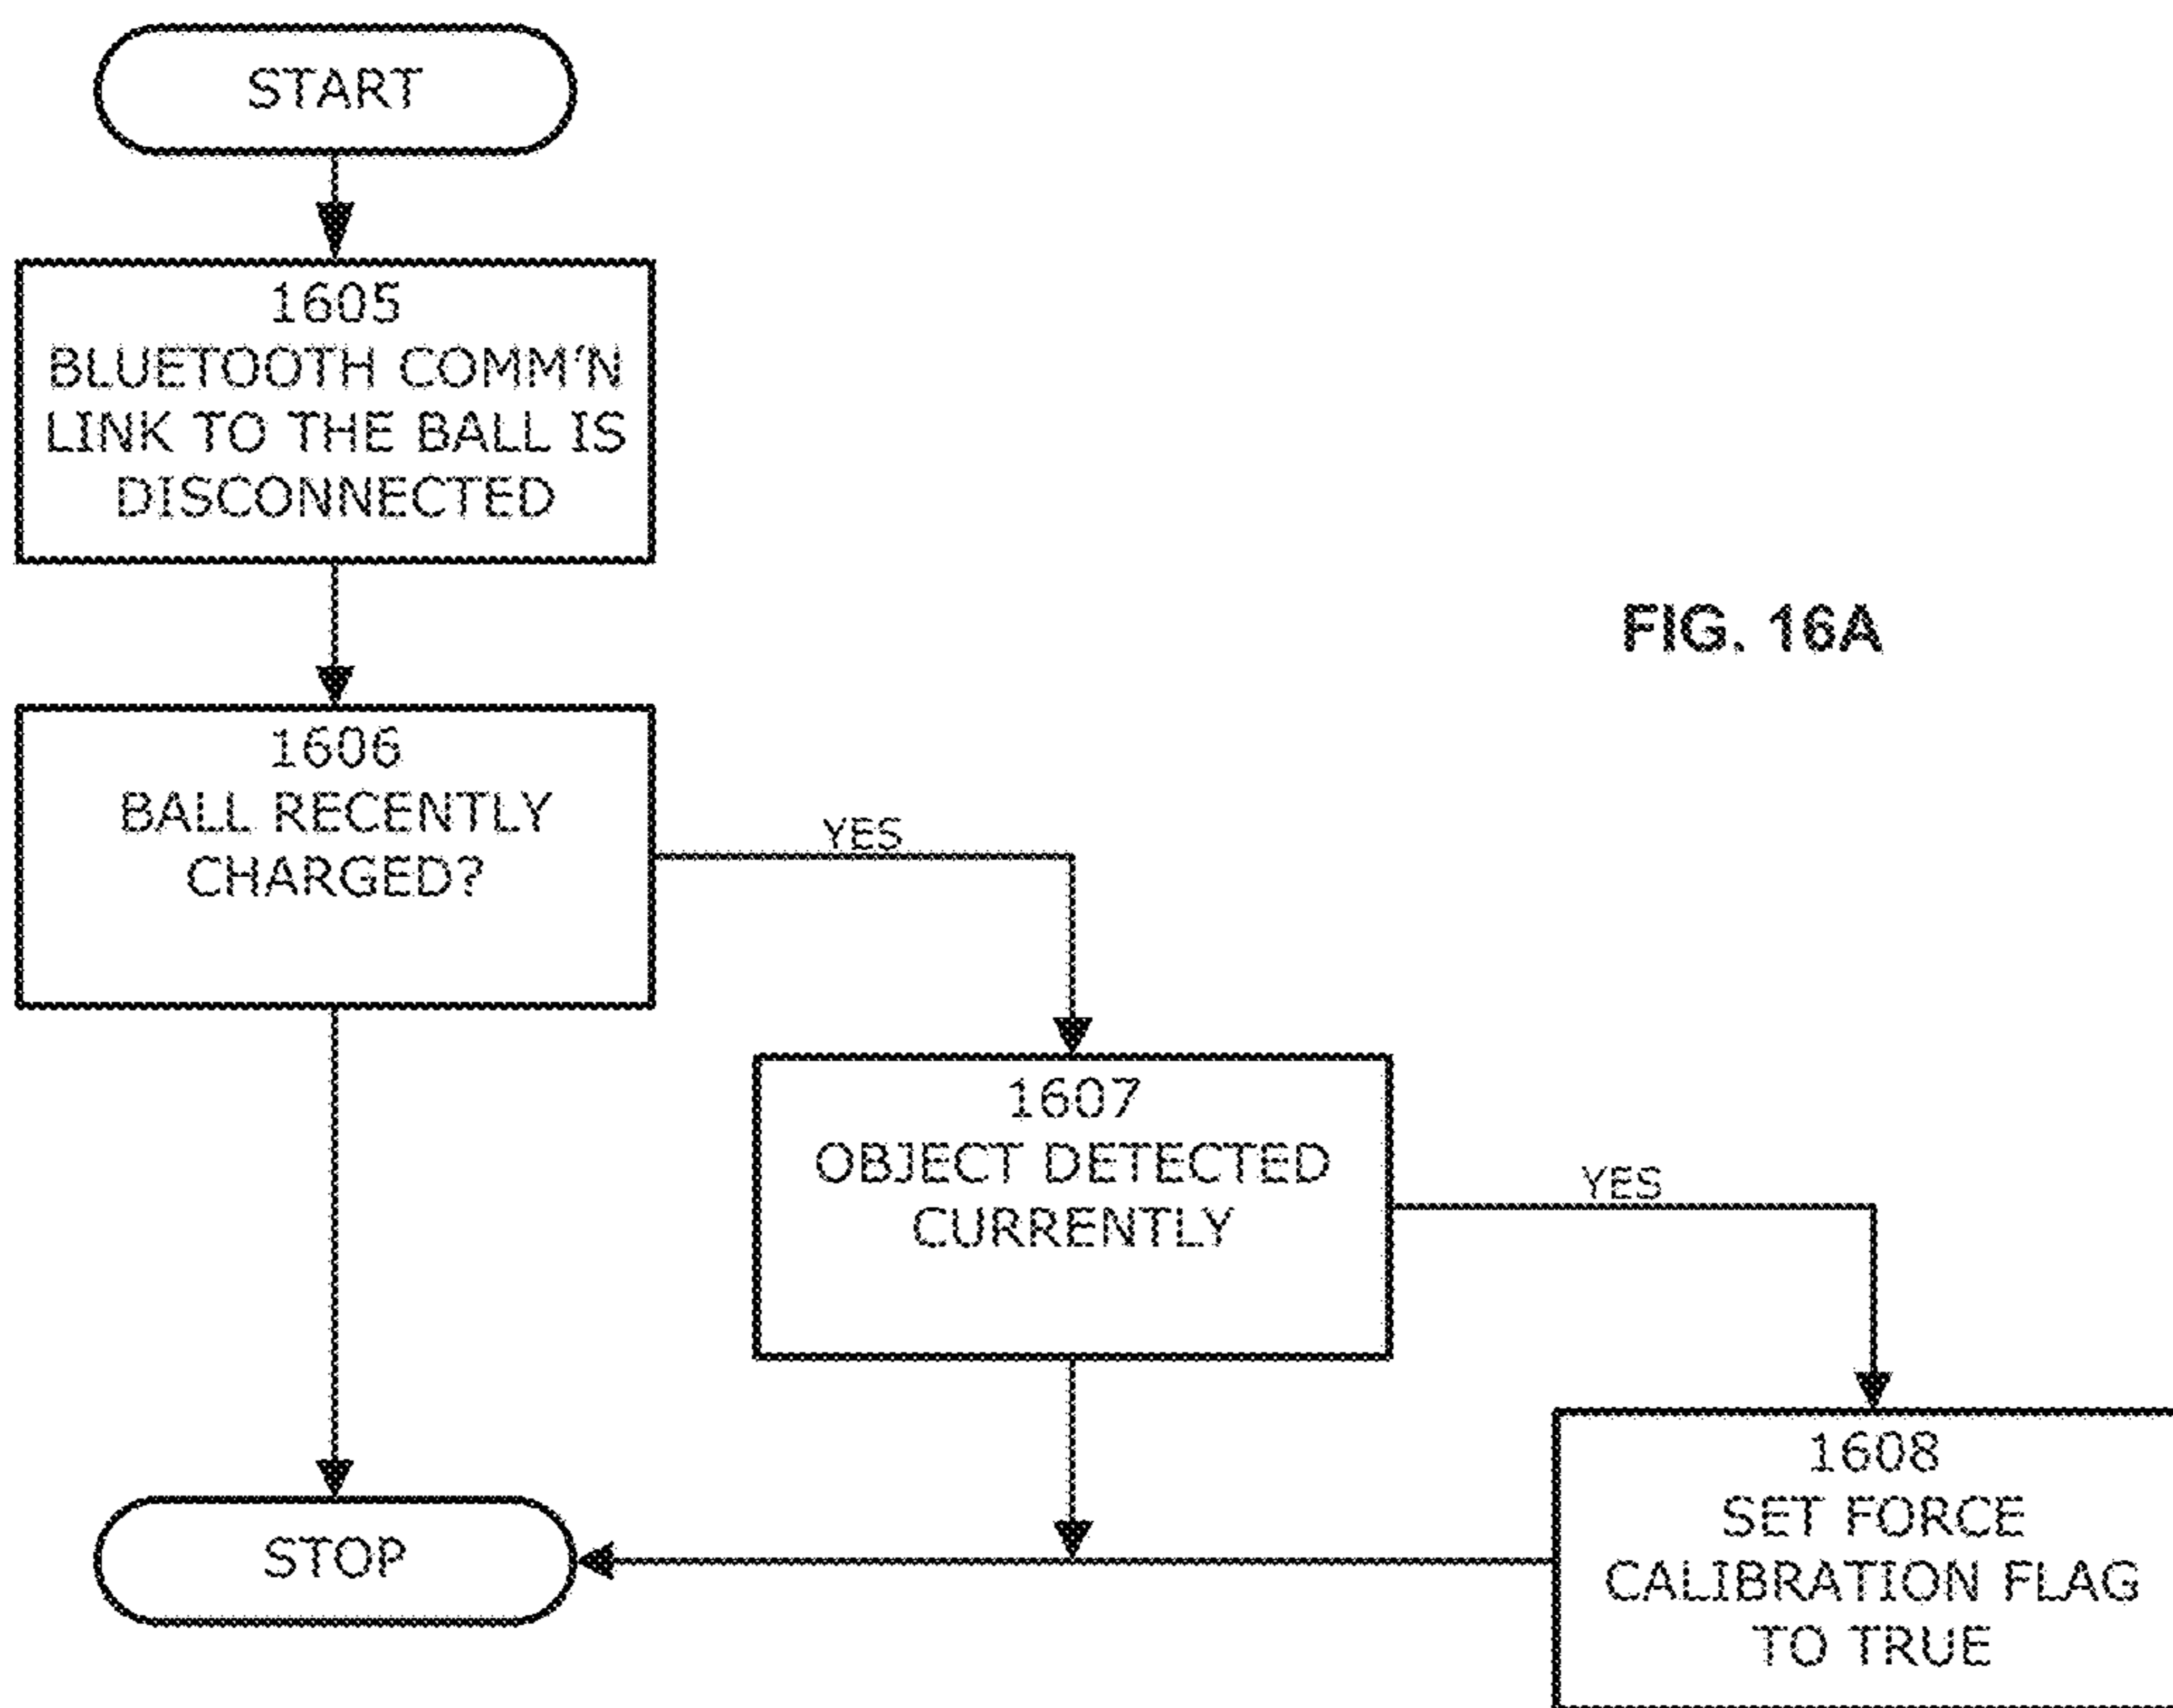 START
1605
BLUETOOTH COMM'N
LINK TO THE BALL IS
DISCONNECTED
FIG. 16A
1606
BALL RECENTLY
CHARGED?
YES
1607
OBJECT DETECTED
CURRENTLY
YES
1608
SET FORCE
CALIBRATION FLAG
TO TRUE
STOP